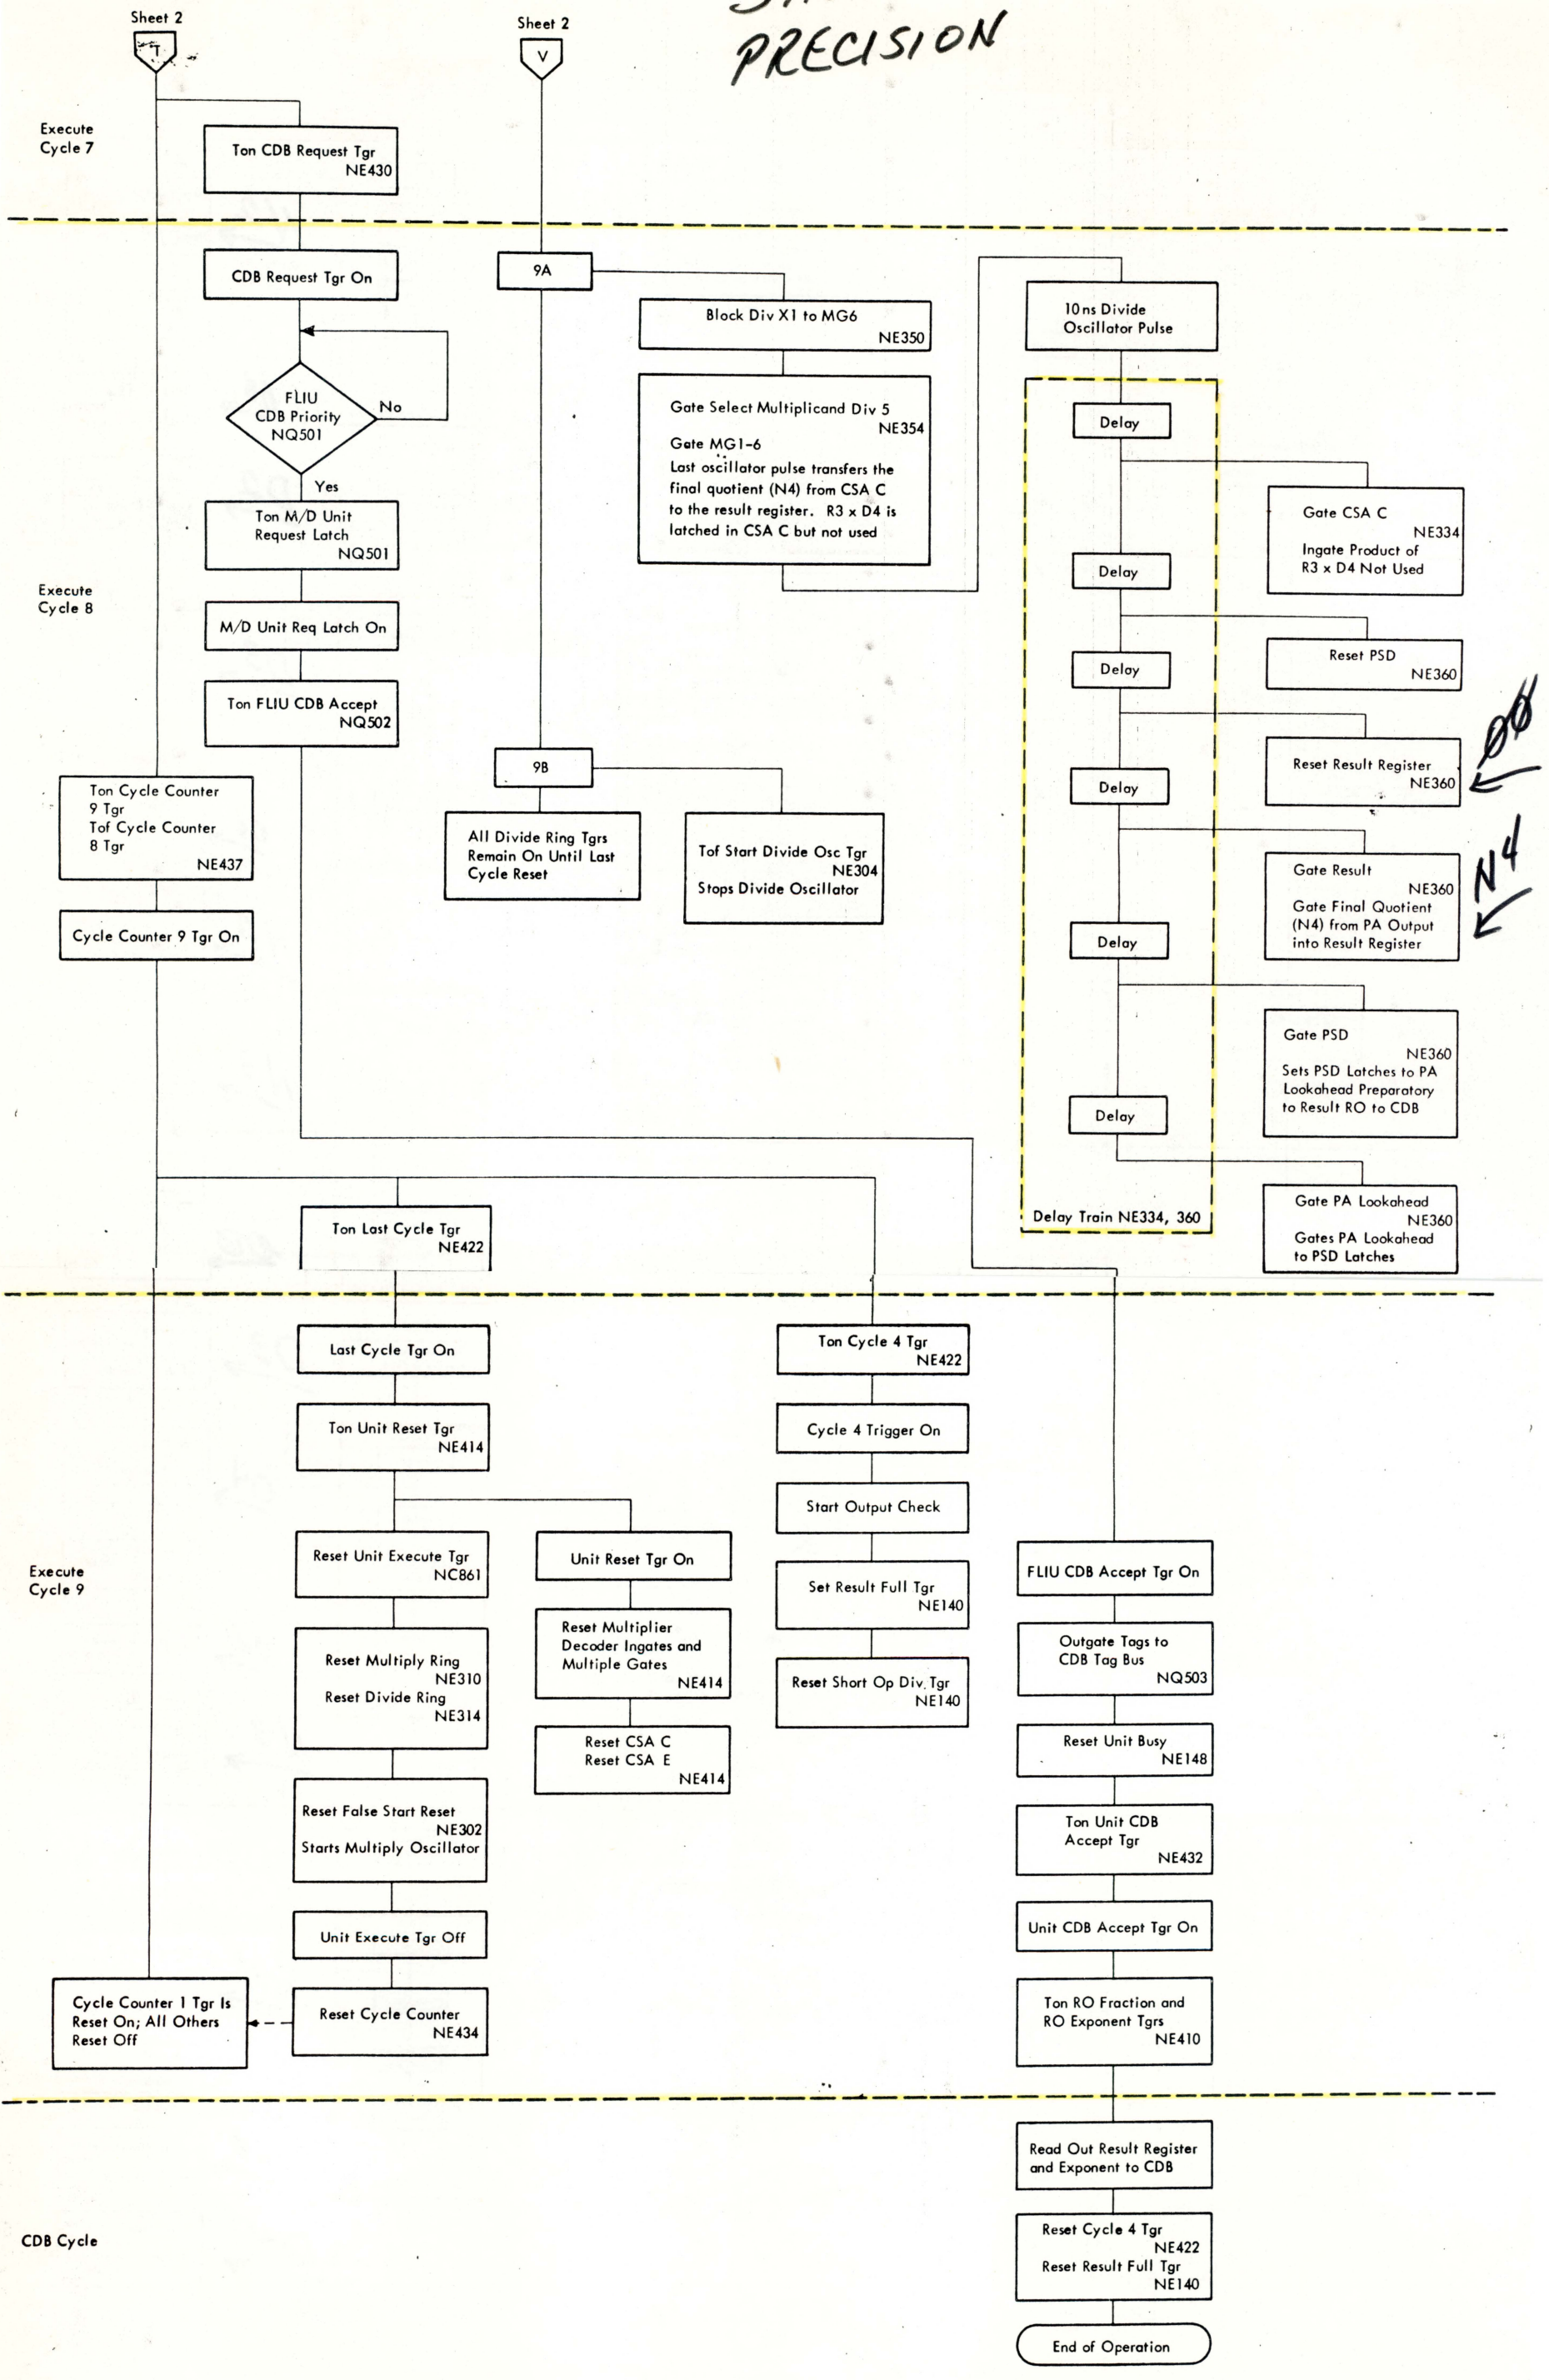 PRECISION
Sheet 2
T
Sheet 2
V
Execute
Cycle 7
Ton CDB Request Tgr
NE430
Execute
Cycle 8
CDB Request Tgr On
FLIU
CDB Priority
NQ501
No
Yes
Ton M/D Unit
Request Latch
NQ501
M/D Unit Req Latch On
Ton FLIU CDB Accept
NQ502
Ton Cycle Counter
9 Tgr
Tof Cycle Counter
8 Tgr
NE437
Cycle Counter 9 Tgr On
9A
Block Div X1 to MG6
NE350
Gate Select Multiplicand Div 5
NE354
Gate MG1-6
Last oscillator pulse transfers the
final quotient (N4) from CSA C
to the result register. R3 x D4 is
latched in CSA C but not used
9B
All Divide Ring Tgrs
Remain On Until Last
Cycle Reset
Tof Start Divide Osc Tgr
NE304
Stops Divide Oscillator
10ns Divide
Oscillator Pulse
Delay
Gate CSA C
NE334
Ingate Product of
R3 x D4 Not Used
Delay
Reset PSD
NE360
Delay
Reset Result Register
NE360
Delay
Gate Result
NE360
Gate Final Quotient
(N4) from PA Output
into Result Register
N4
Delay
Gate PSD
NE360
Sets PSD Latches to PA
Lookahead Preparatory
to Result RO to CDB
Delay
Gate PA Lookahead
NE360
Gates PA Lookahead
to PSD Latches
Delay Train NE334, 360
Ton Last Cycle Tgr
NE422
Execute
Cycle 9
Last Cycle Tgr On
Ton Unit Reset Tgr
NE414
Reset Unit Execute Tgr
NC861
Reset Multiply Ring
NE310
Reset Divide Ring
NE314
Reset False Start Reset
NE302
Starts Multiply Oscillator
Unit Execute Tgr Off
Reset Cycle Counter
NE434
Cycle Counter 1 Tgr Is
Reset On; All Others
Reset Off
Unit Reset Tgr On
Reset Multiplier
Decoder Ingates and
Multiple Gates
NE414
Reset CSA C
Reset CSA E
NE414
Ton Cycle 4 Tgr
NE422
Cycle 4 Trigger On
Start Output Check
Set Result Full Tgr
NE140
Reset Short Op Div. Tgr
NE140
FLIU CDB Accept Tgr On
Outgate Tags to
CDB Tag Bus
NQ503
Reset Unit Busy
NE148
Ton Unit CDB
Accept Tgr
NE432
Unit CDB Accept Tgr On
Ton RO Fraction and
RO Exponent Tgrs
NE410
CDB Cycle
Read Out Result Register
and Exponent to CDB
Reset Cycle 4 Tgr
NE422
Reset Result Full Tgr
NE140
End of Operation